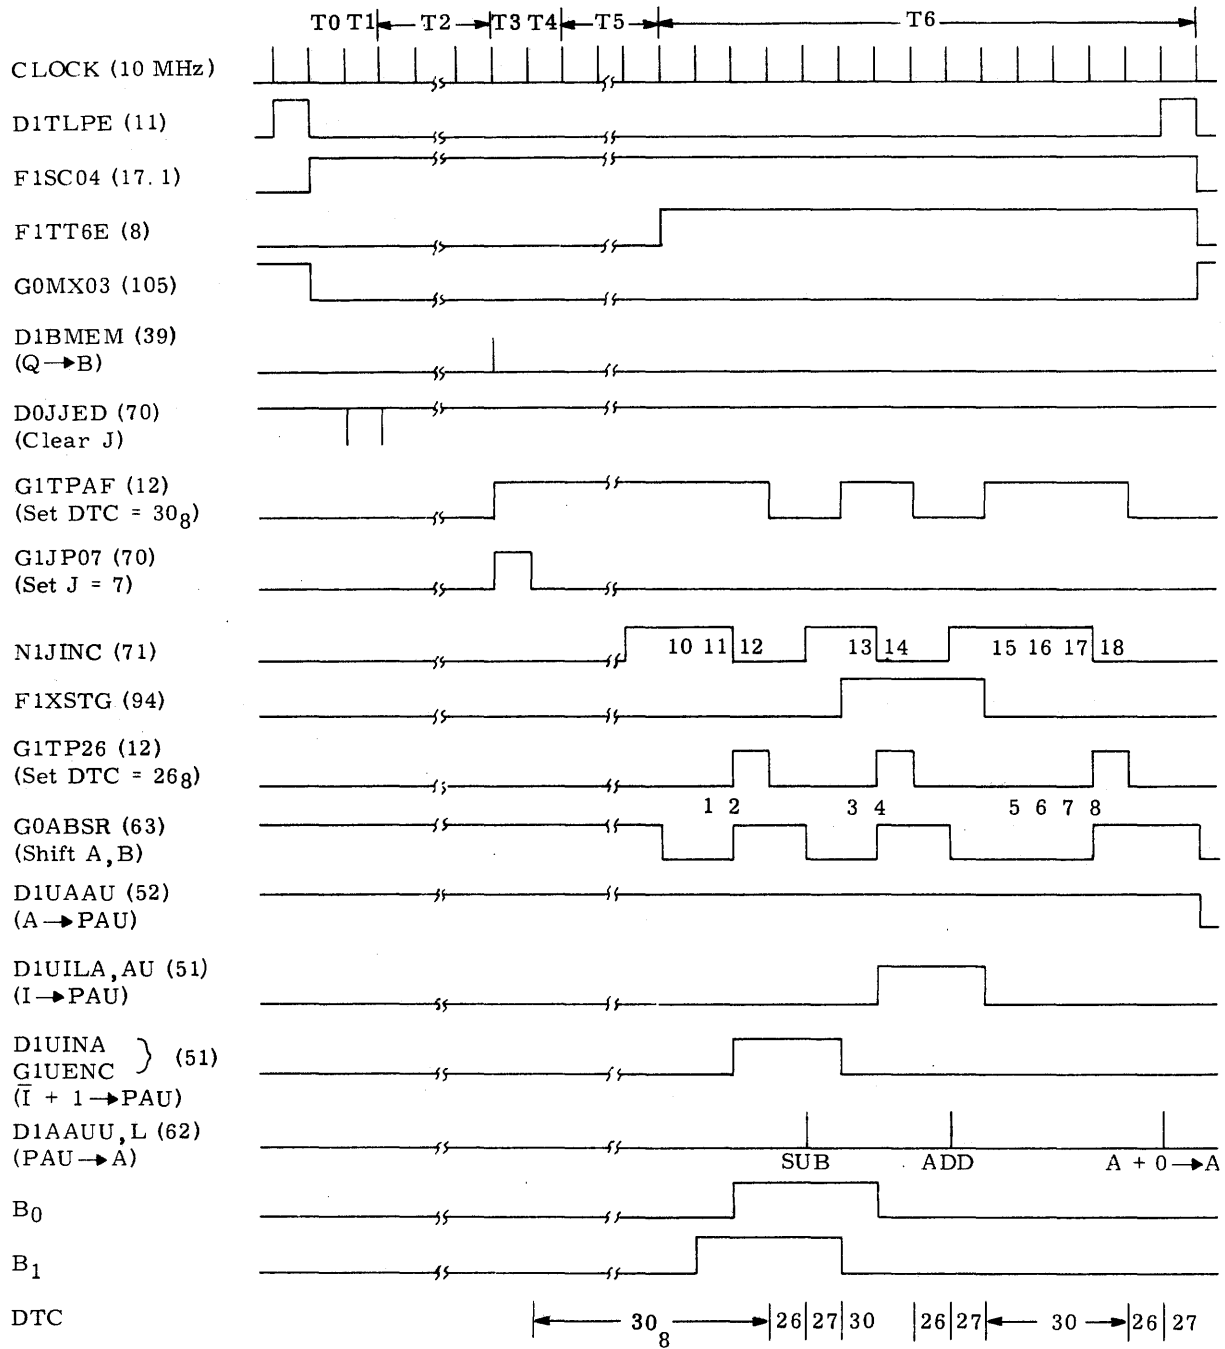 T0 T1 T2 T3 T4 T5 T6
CLOCK (10 MHz)
D1TLPE (11)
F1SC04 (17.1)
F1TT6E (8)
G0MX03 (105)
D1BMEM (39)
(Q→B)
D0JJED (70)
(Clear J)
G1TPAF (12)
(Set DTC = 30₈)
G1JP07 (70)
(Set J = 7)
N1JINC (71) 10 11 12 13 14 15 16 17 18
F1XSTG (94)
G1TP26 (12)
(Set DTC = 26₈)
1 2 3 4 5 6 7 8
G0ABSR (63)
(Shift A,B)
D1UAAU (52)
(A→PAU)
D1UILA,AU (51)
(I→PAU)
D1UINA
G1UENC } (51)
(I̅ + 1→PAU)
D1AAUU,L (62)
(PAU→A) SUB ADD A + 0→A
B₀
B₁
DTC 30₈ 26 27 30 26 27 30 26 27